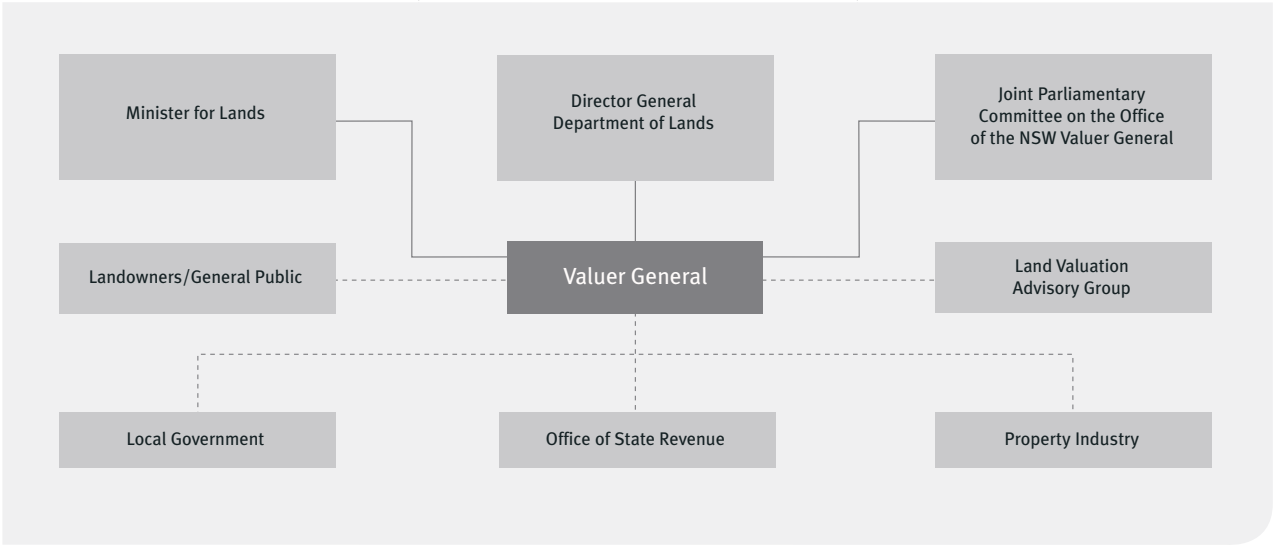 Minister for Lands
Director General
Department of Lands
Joint Parliamentary
Committee on the Office
of the NSW Valuer General
Landowners/General Public
Valuer General
Land Valuation
Advisory Group
Local Government
Office of State Revenue
Property Industry